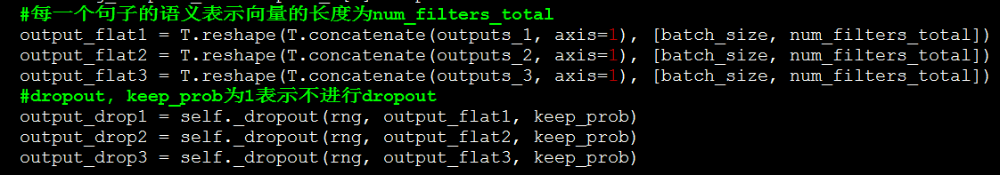 #每一个句子的语义表示向量的长度为num_filters_total
output_flat1 = T.reshape(T.concatenate(outputs_1, axis=1), [batch_size, num_filters_total])
output_flat2 = T.reshape(T.concatenate(outputs_2, axis=1), [batch_size, num_filters_total])
output_flat3 = T.reshape(T.concatenate(outputs_3, axis=1), [batch_size, num_filters_total])
#dropout, keep_prob为1表示不进行dropout
output_drop1 = self._dropout(rng, output_flat1, keep_prob)
output_drop2 = self._dropout(rng, output_flat2, keep_prob)
output_drop3 = self._dropout(rng, output_flat3, keep_prob)